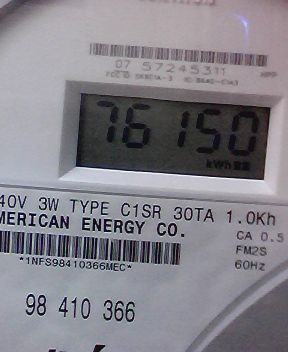 07 57245311
76150
kWh
40V 3W TYPE C1SR 30TA 1.0Kh
MERICAN ENERGY CO.
CA 0.5
FM2S
*1NFS98410366MEC*
60Hz
98 410 366